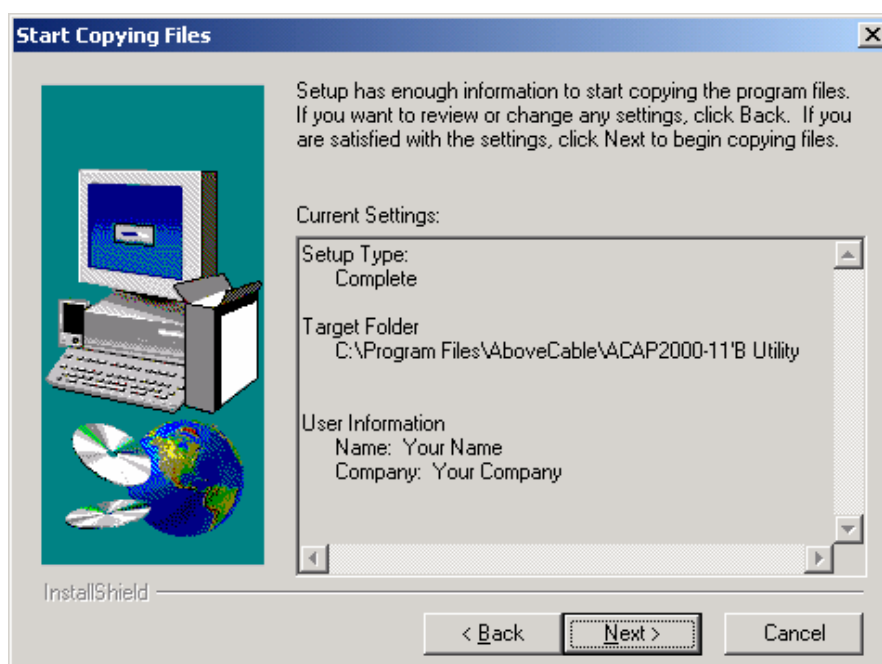 Start Copying Files
Setup has enough information to start copying the program files.
If you want to review or change any settings, click Back. If you
are satisfied with the settings, click Next to begin copying files.
Current Settings:
Setup Type:
Complete
Target Folder
C:\Program Files\AboveCable\ACAP2000-11'B Utility
User Information
Name: Your Name
Company: Your Company
InstallShield
< Back
Next >
Cancel